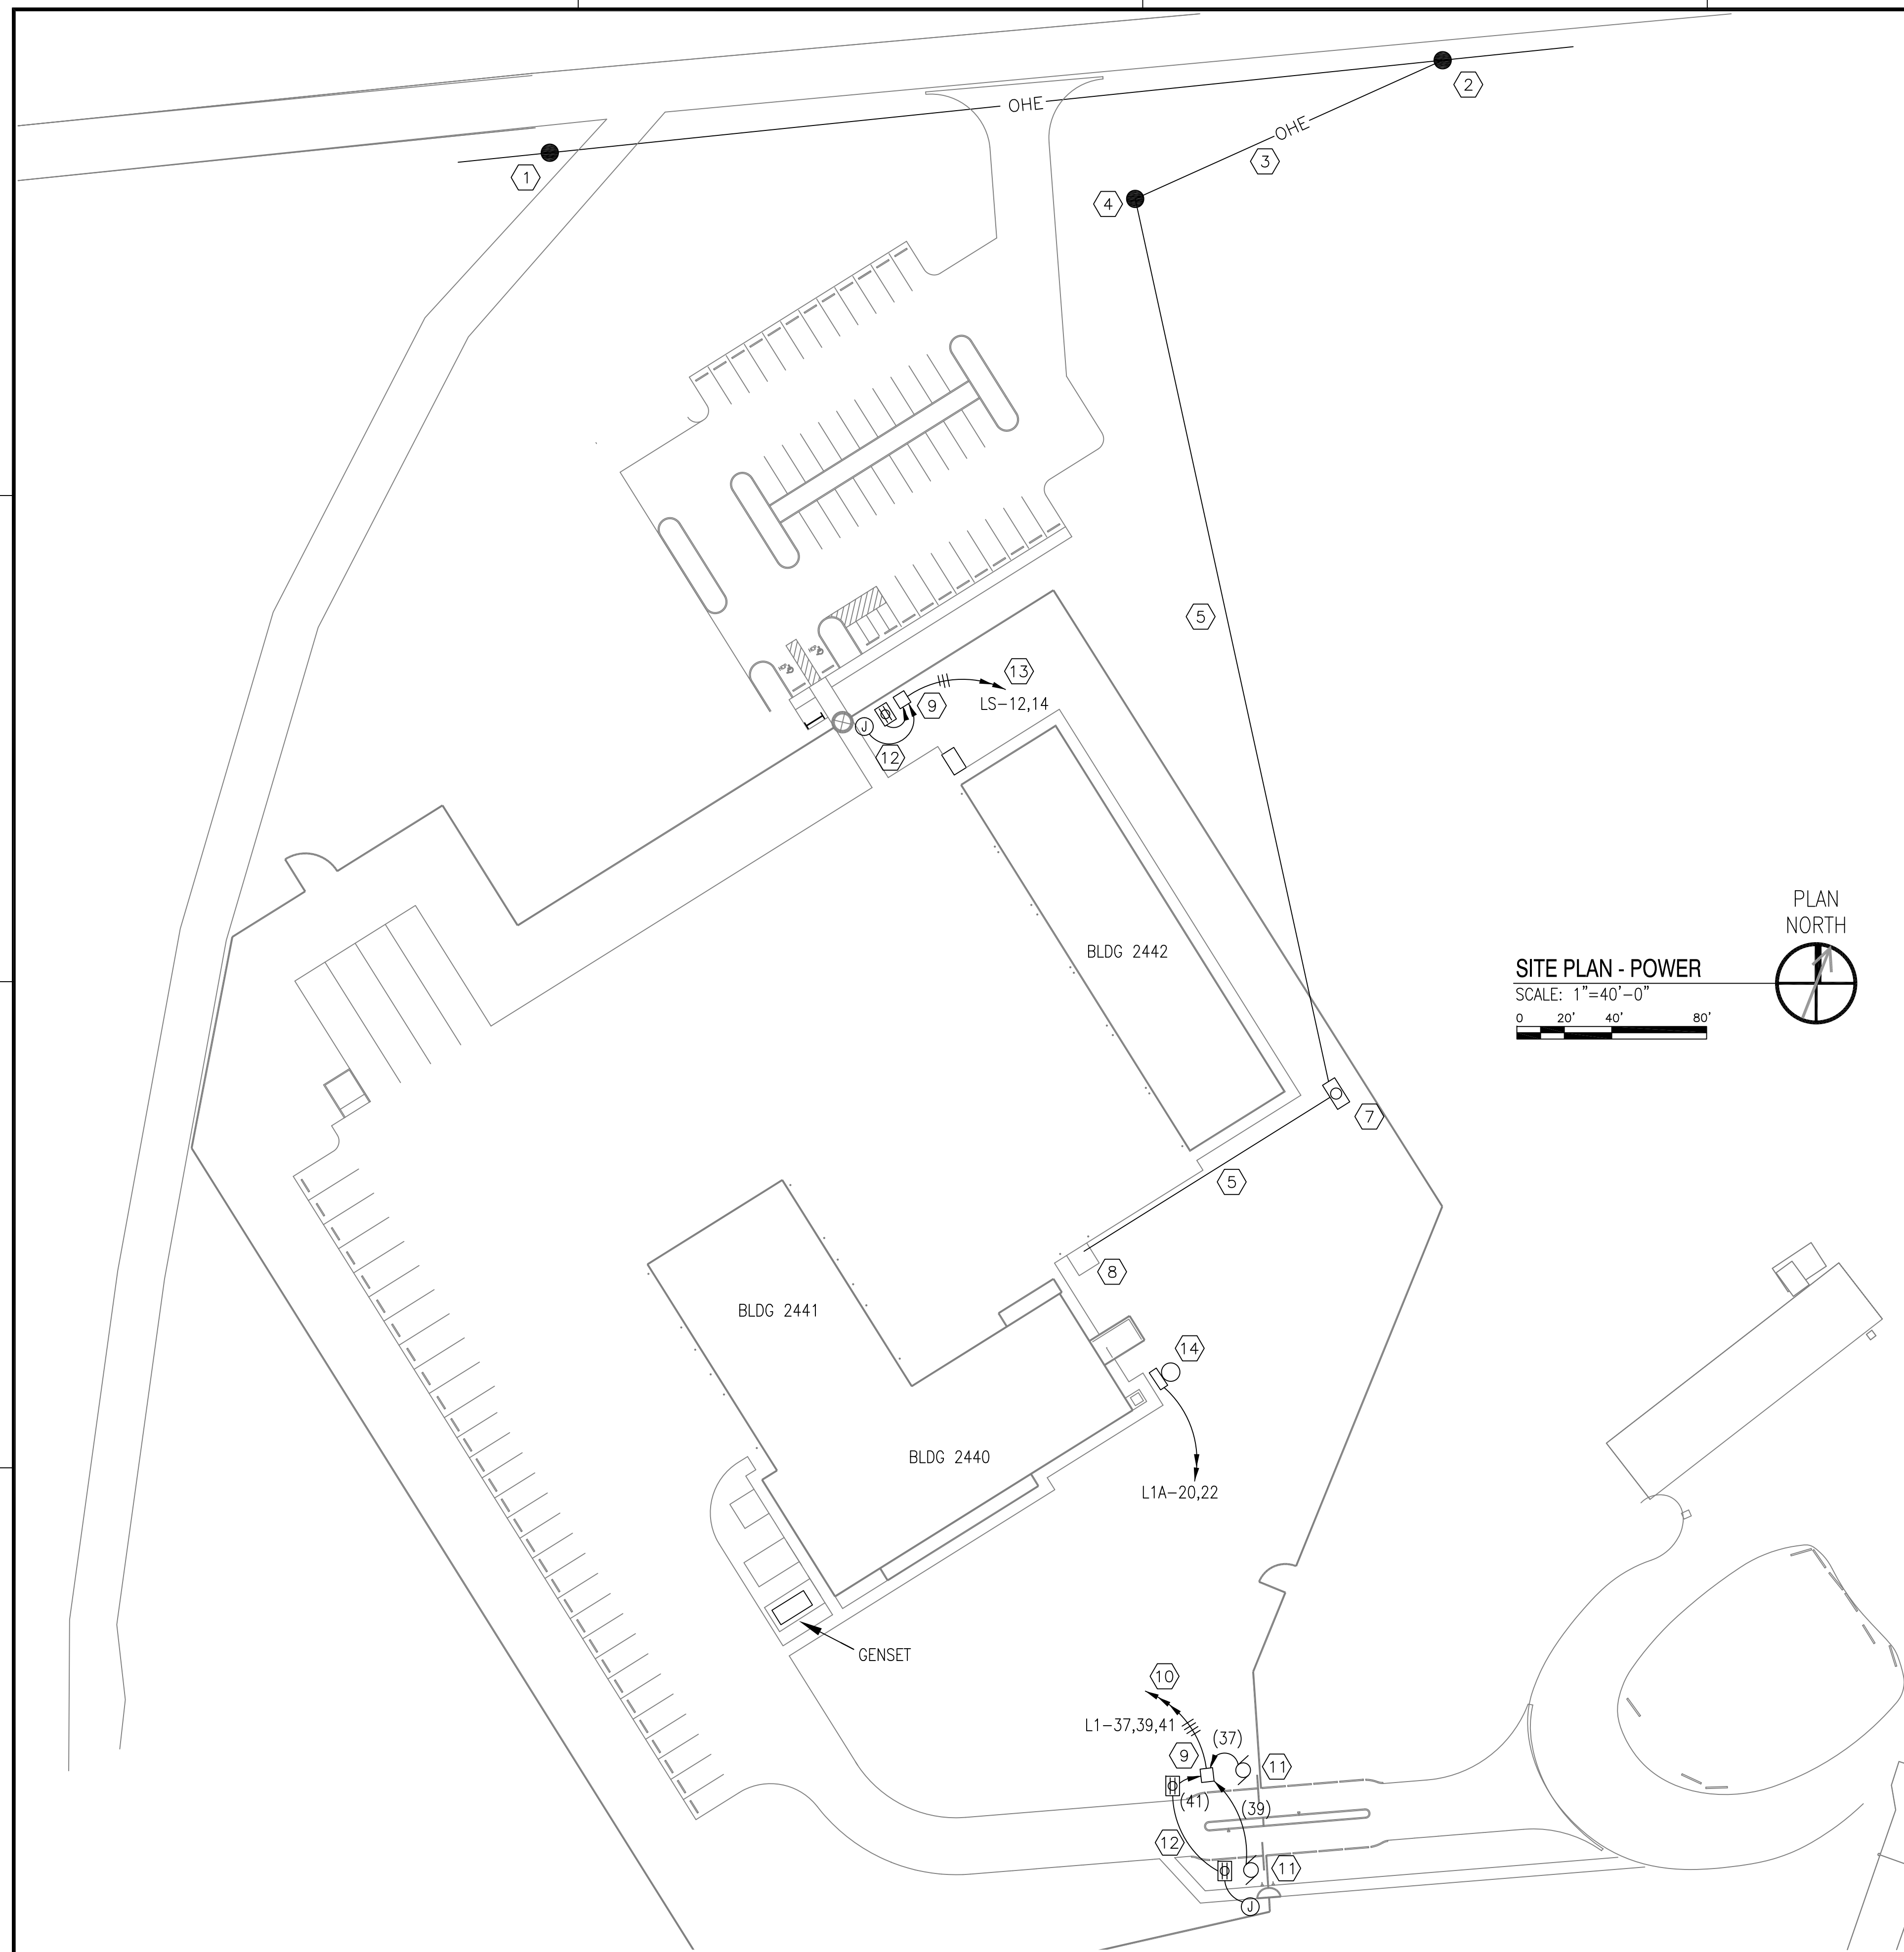 OHE
2
1
OHE
3
4
5
13
LS-12,14
9
J
12
PLAN
NORTH
BLDG 2442
SITE PLAN - POWER
SCALE: 1"=40'-0"
0 20' 40' 80'
7
5
8
BLDG 2441
14
BLDG 2440
L1A-20,22
GENSET
10
L1-37,39,41
(37)
9
11
(41)
(39)
12
11
J